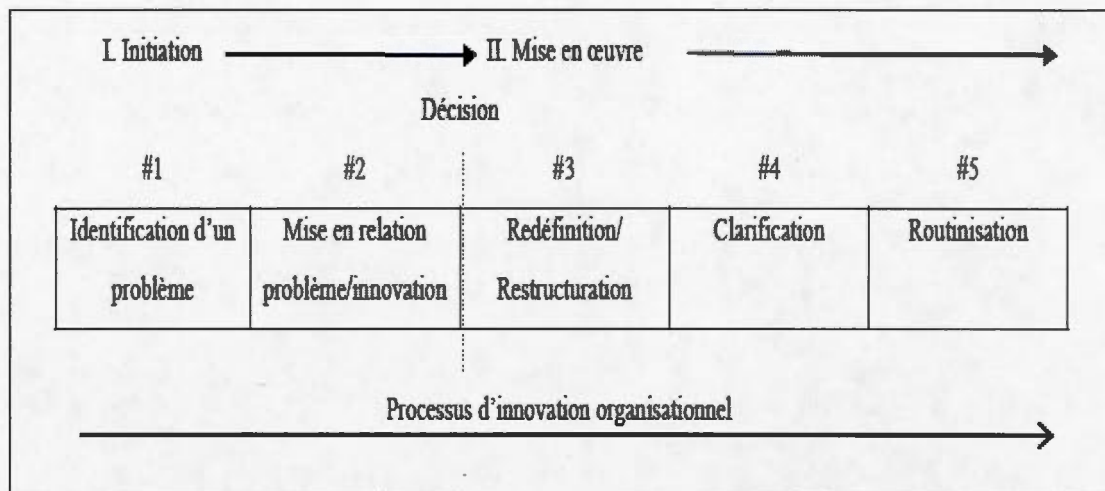 I. Initiation
II. Mise en œuvre
Décision
#1
#2
#3
#4
#5
Identification d'un
problème
Mise en relation
problème/innovation
Redéfinition/
Restructuration
Clarification
Routinisation
Processus d'innovation organisationnel